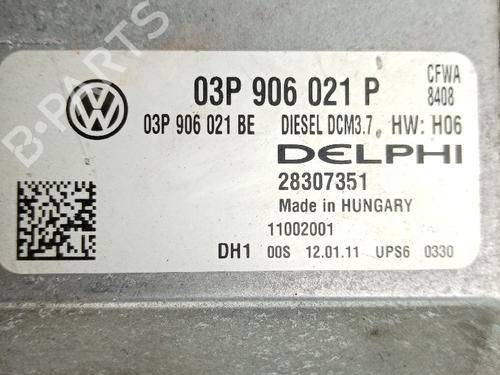 03P 906 021 P
CFWA
8408
03P 906 021 BE DIESEL DCM3.7 HW: H06
DELPHI
28307351
Made in HUNGARY
11002001
DH1 00S 12.01.11 UPS6 0330
B-PARTS